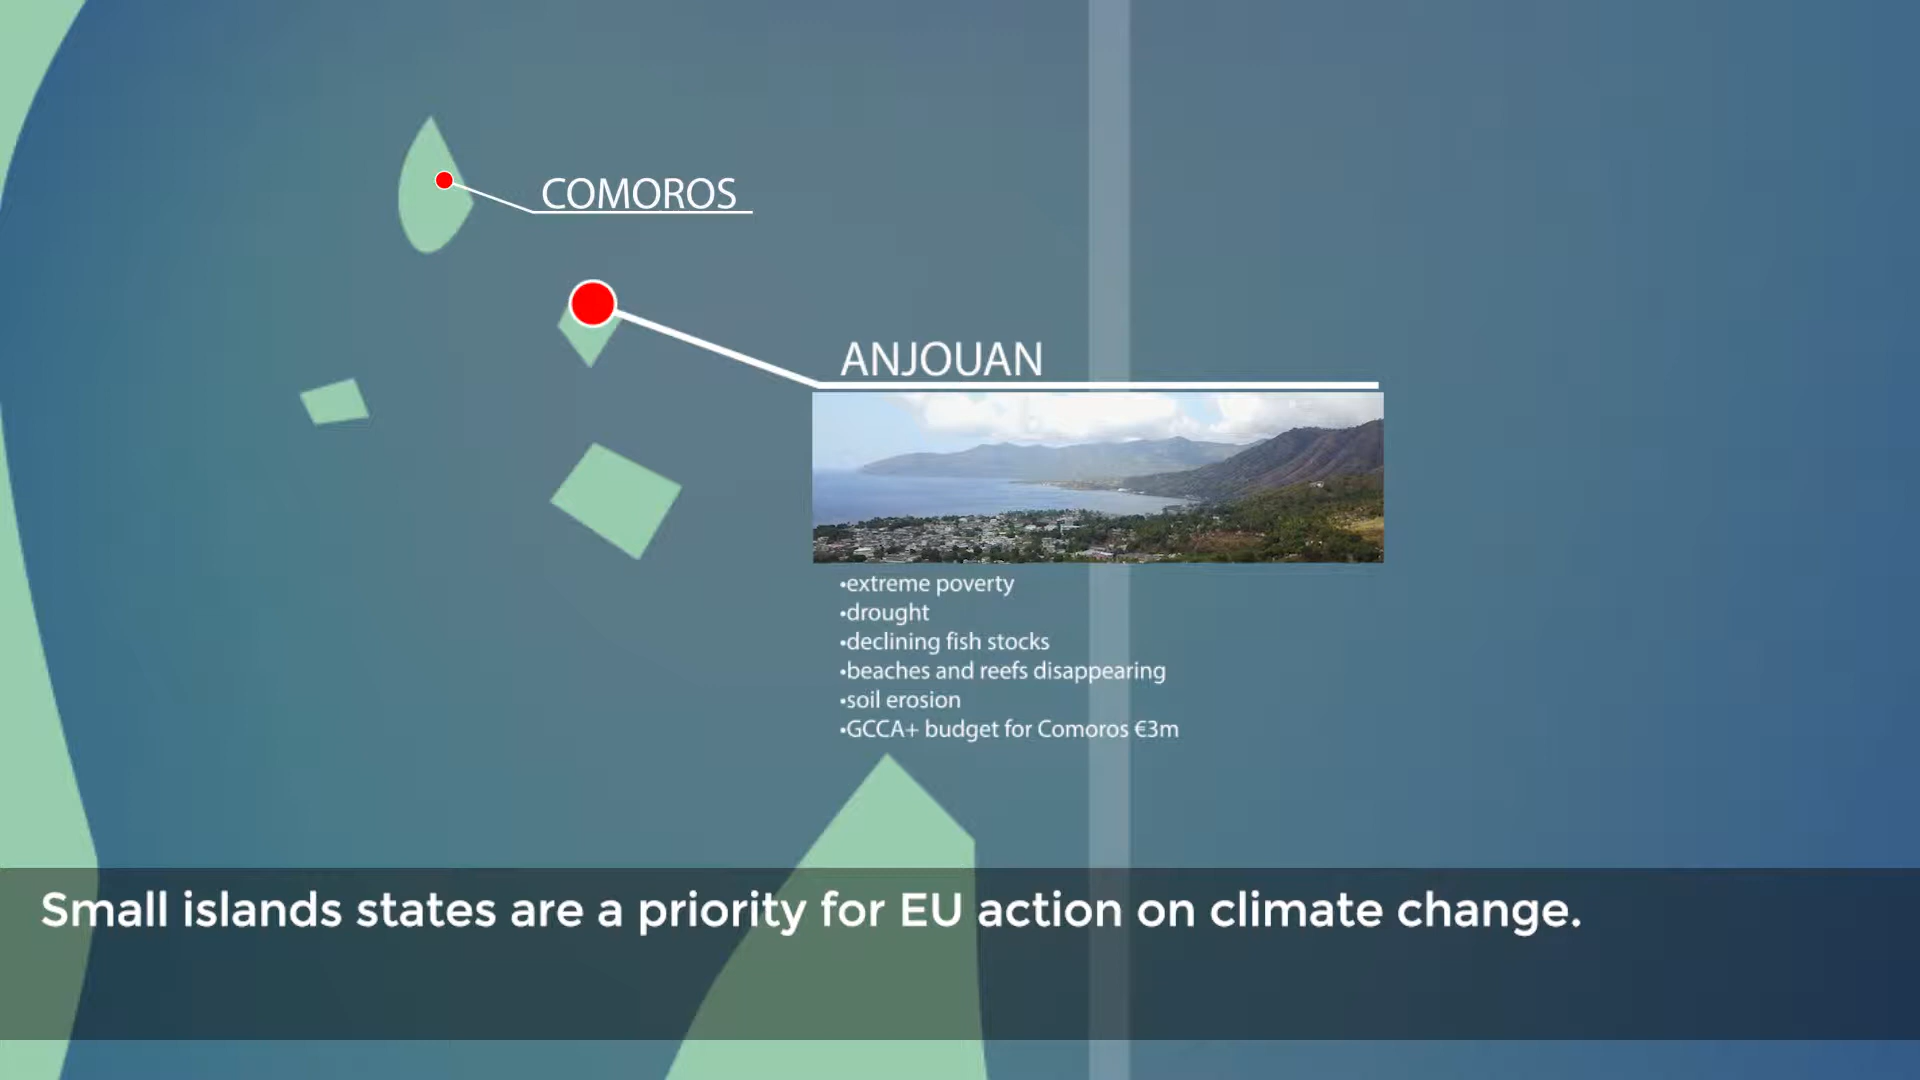 COMOROS
ANJOUAN
•extreme poverty
•drought
•declining fish stocks
•beaches and reefs disappearing
•soil erosion
•GCCA+ budget for Comoros €3m
Small islands states are a priority for EU action on climate change.